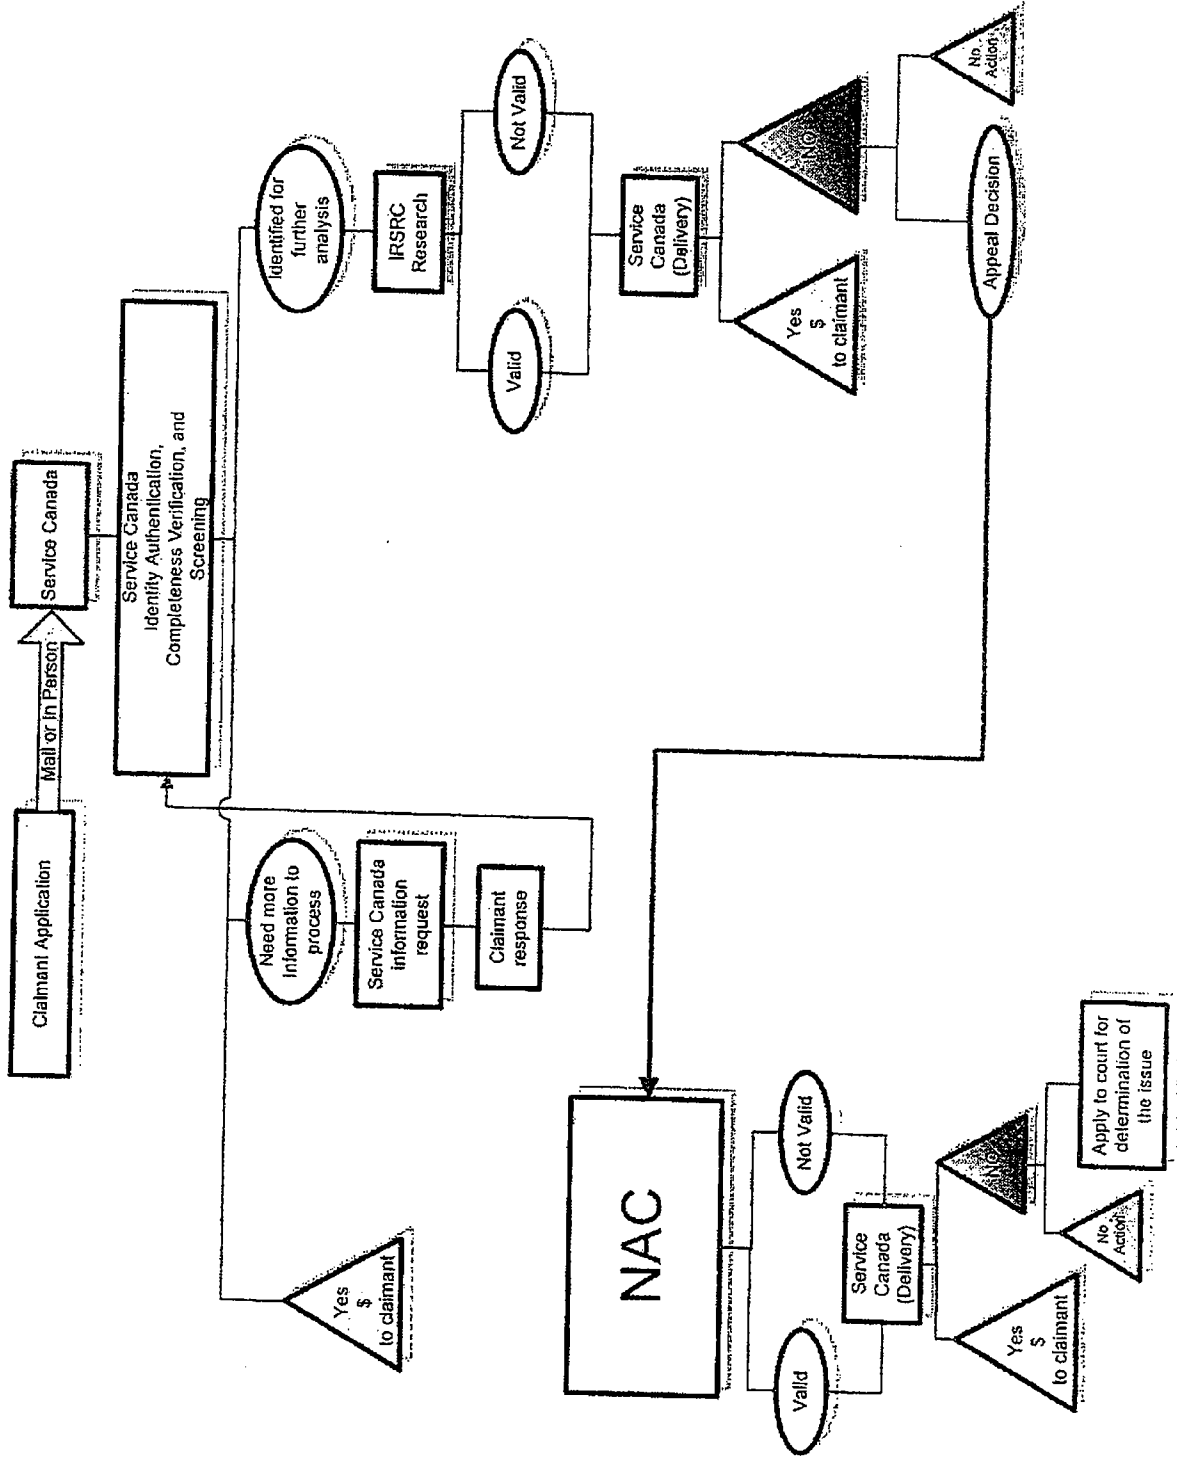 Claimant Application
Mail or in Person
Service Canada
Service Canada
Identity Authentication,
Completeness Verification, and
Screening
Yes
$
to claimant
Need more
Information to
process
Service Canada
information
request
Claimant
response
Identified for
further
analysis
IRSRC
Research
Valid
Not Valid
Service
Canada
(Delivery)
Yes
$
to claimant
NO
Appeal Decision
No
Action
NAC
Valid
Not Valid
Service
Canada
(Delivery)
Yes
$
to claimant
NO
No
Action
Apply to court for
determination of
the issue